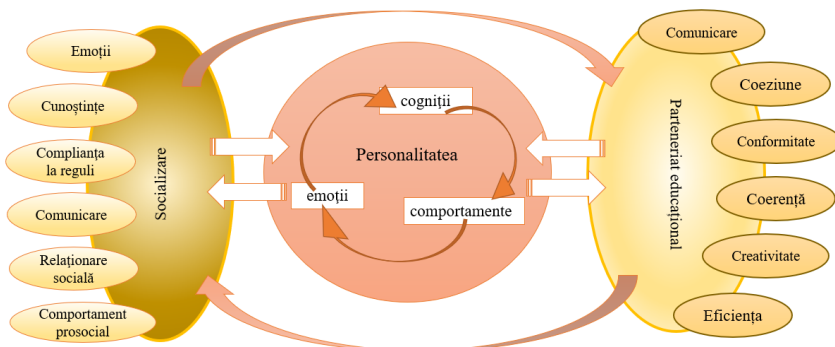 Emoții
Cunoștințe
Complianța
la reguli
Comunicare
Relaționare
socială
Comportament
prosocial
Socializare
cogniții
Personalitatea
emoții
comportamente
Parteneriat educațional
Comunicare
Coeziune
Conformitate
Coerență
Creativitate
Eficiența